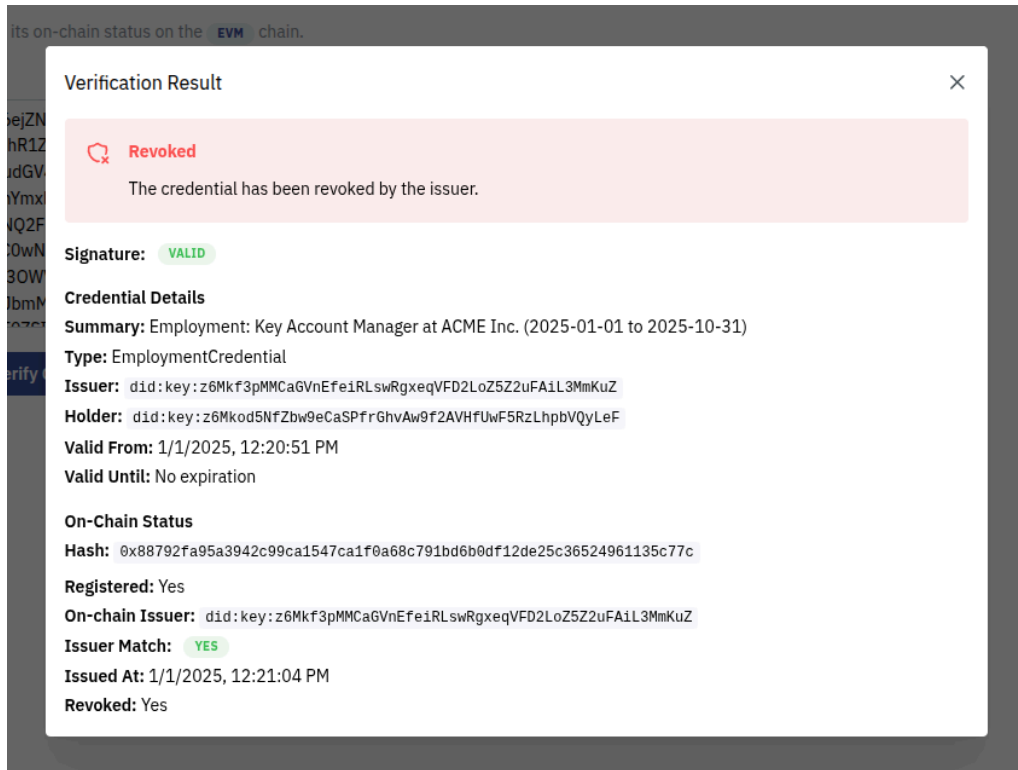 its on-chain status on the EVM chain.
Verification Result
Revoked
The credential has been revoked by the issuer.
Signature: VALID
Credential Details
Summary: Employment: Key Account Manager at ACME Inc. (2025-01-01 to 2025-10-31)
Type: EmploymentCredential
Issuer: did:key:z6Mkf3pMMCaGVnEfeiRLswRgxeqVFD2LoZ5Z2uFAiL3MmKuZ
Holder: did:key:z6Mkod5NfZbw9eCaSPfrGhvAw9f2AVHfUwF5RzLhpbVQyLeF
Valid From: 1/1/2025, 12:20:51 PM
Valid Until: No expiration
On-Chain Status
Hash: 0x88792fa95a3942c99ca1547ca1f0a68c791bd6b0df12de25c36524961135c77c
Registered: Yes
On-chain Issuer: did:key:z6Mkf3pMMCaGVnEfeiRLswRgxeqVFD2LoZ5Z2uFAiL3MmKuZ
Issuer Match: YES
Issued At: 1/1/2025, 12:21:04 PM
Revoked: Yes